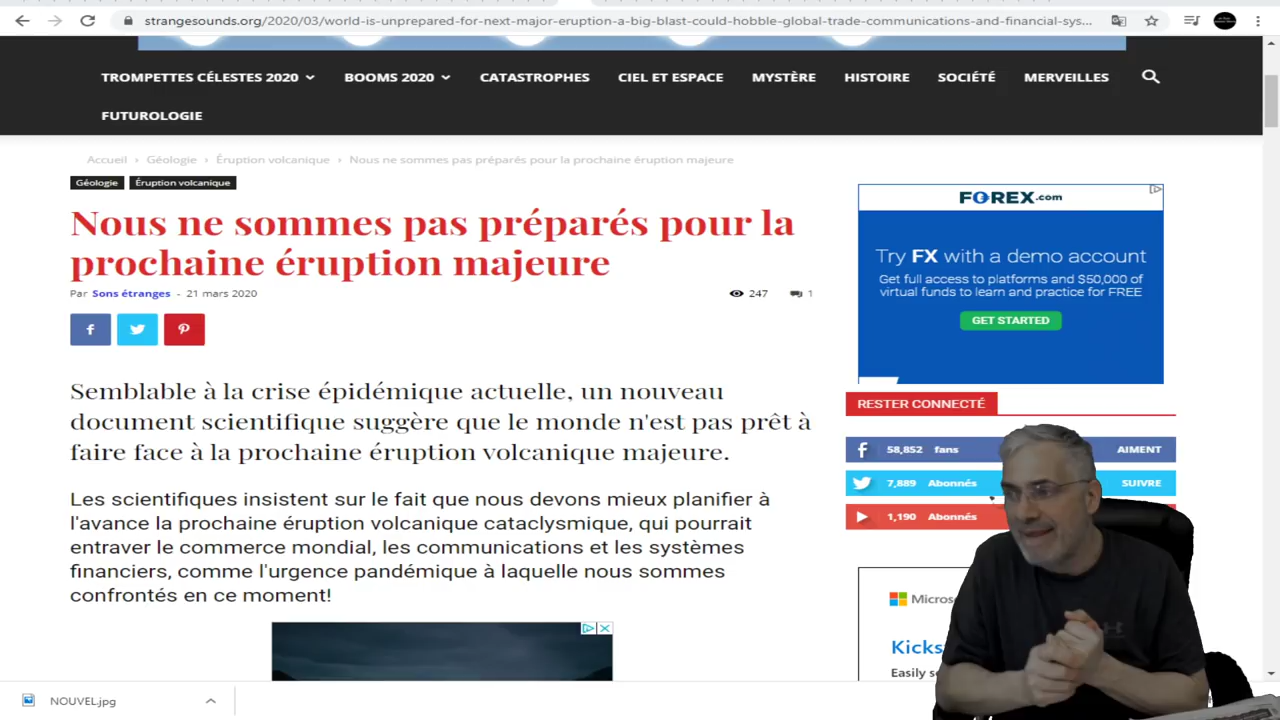 strangesounds.org/2020/03/world-is-unprepared-for-next-major-eruption-a-big-blast-could-hobble-global-trade-communications-and-financial-sys...
TROMPETTES CÉLESTES 2020
BOOMS 2020
CATASTROPHES
CIEL ET ESPACE
MYSTÈRE
HISTOIRE
SOCIÉTÉ
MERVEILLES
FUTUROLOGIE
Accueil > Géologie > Éruption volcanique > Nous ne sommes pas préparés pour la prochaine éruption majeure
Géologie Éruption volcanique
Nous ne sommes pas préparés pour la
prochaine éruption majeure
Par Sons étranges - 21 mars 2020
247
1
Semblable à la crise épidémique actuelle, un nouveau
document scientifique suggère que le monde n'est pas prêt à
faire face à la prochaine éruption volcanique majeure.
Les scientifiques insistent sur le fait que nous devons mieux planifier à
l'avance la prochaine éruption volcanique cataclysmique, qui pourrait
entraver le commerce mondial, les communications et les systèmes
financiers, comme l'urgence pandémique à laquelle nous sommes
confrontés en ce moment!
FOREX.com
Try FX with a demo account
Get full access to platforms and $50,000 of
virtual funds to learn and practice for FREE
GET STARTED
RESTER CONNECTÉ
58,852 fans AIMENT
7,889 Abonnés SUIVRE
1,190 Abonnés
Easily
NOUVEL.jpg